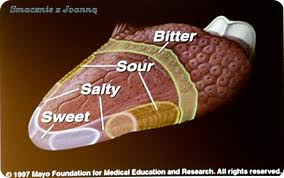 Smacznie z Joanną
Bitter
Sour
Salty
Sweet
© 1997 Mayo Foundation for Medical Education and Research. All rights reserved.